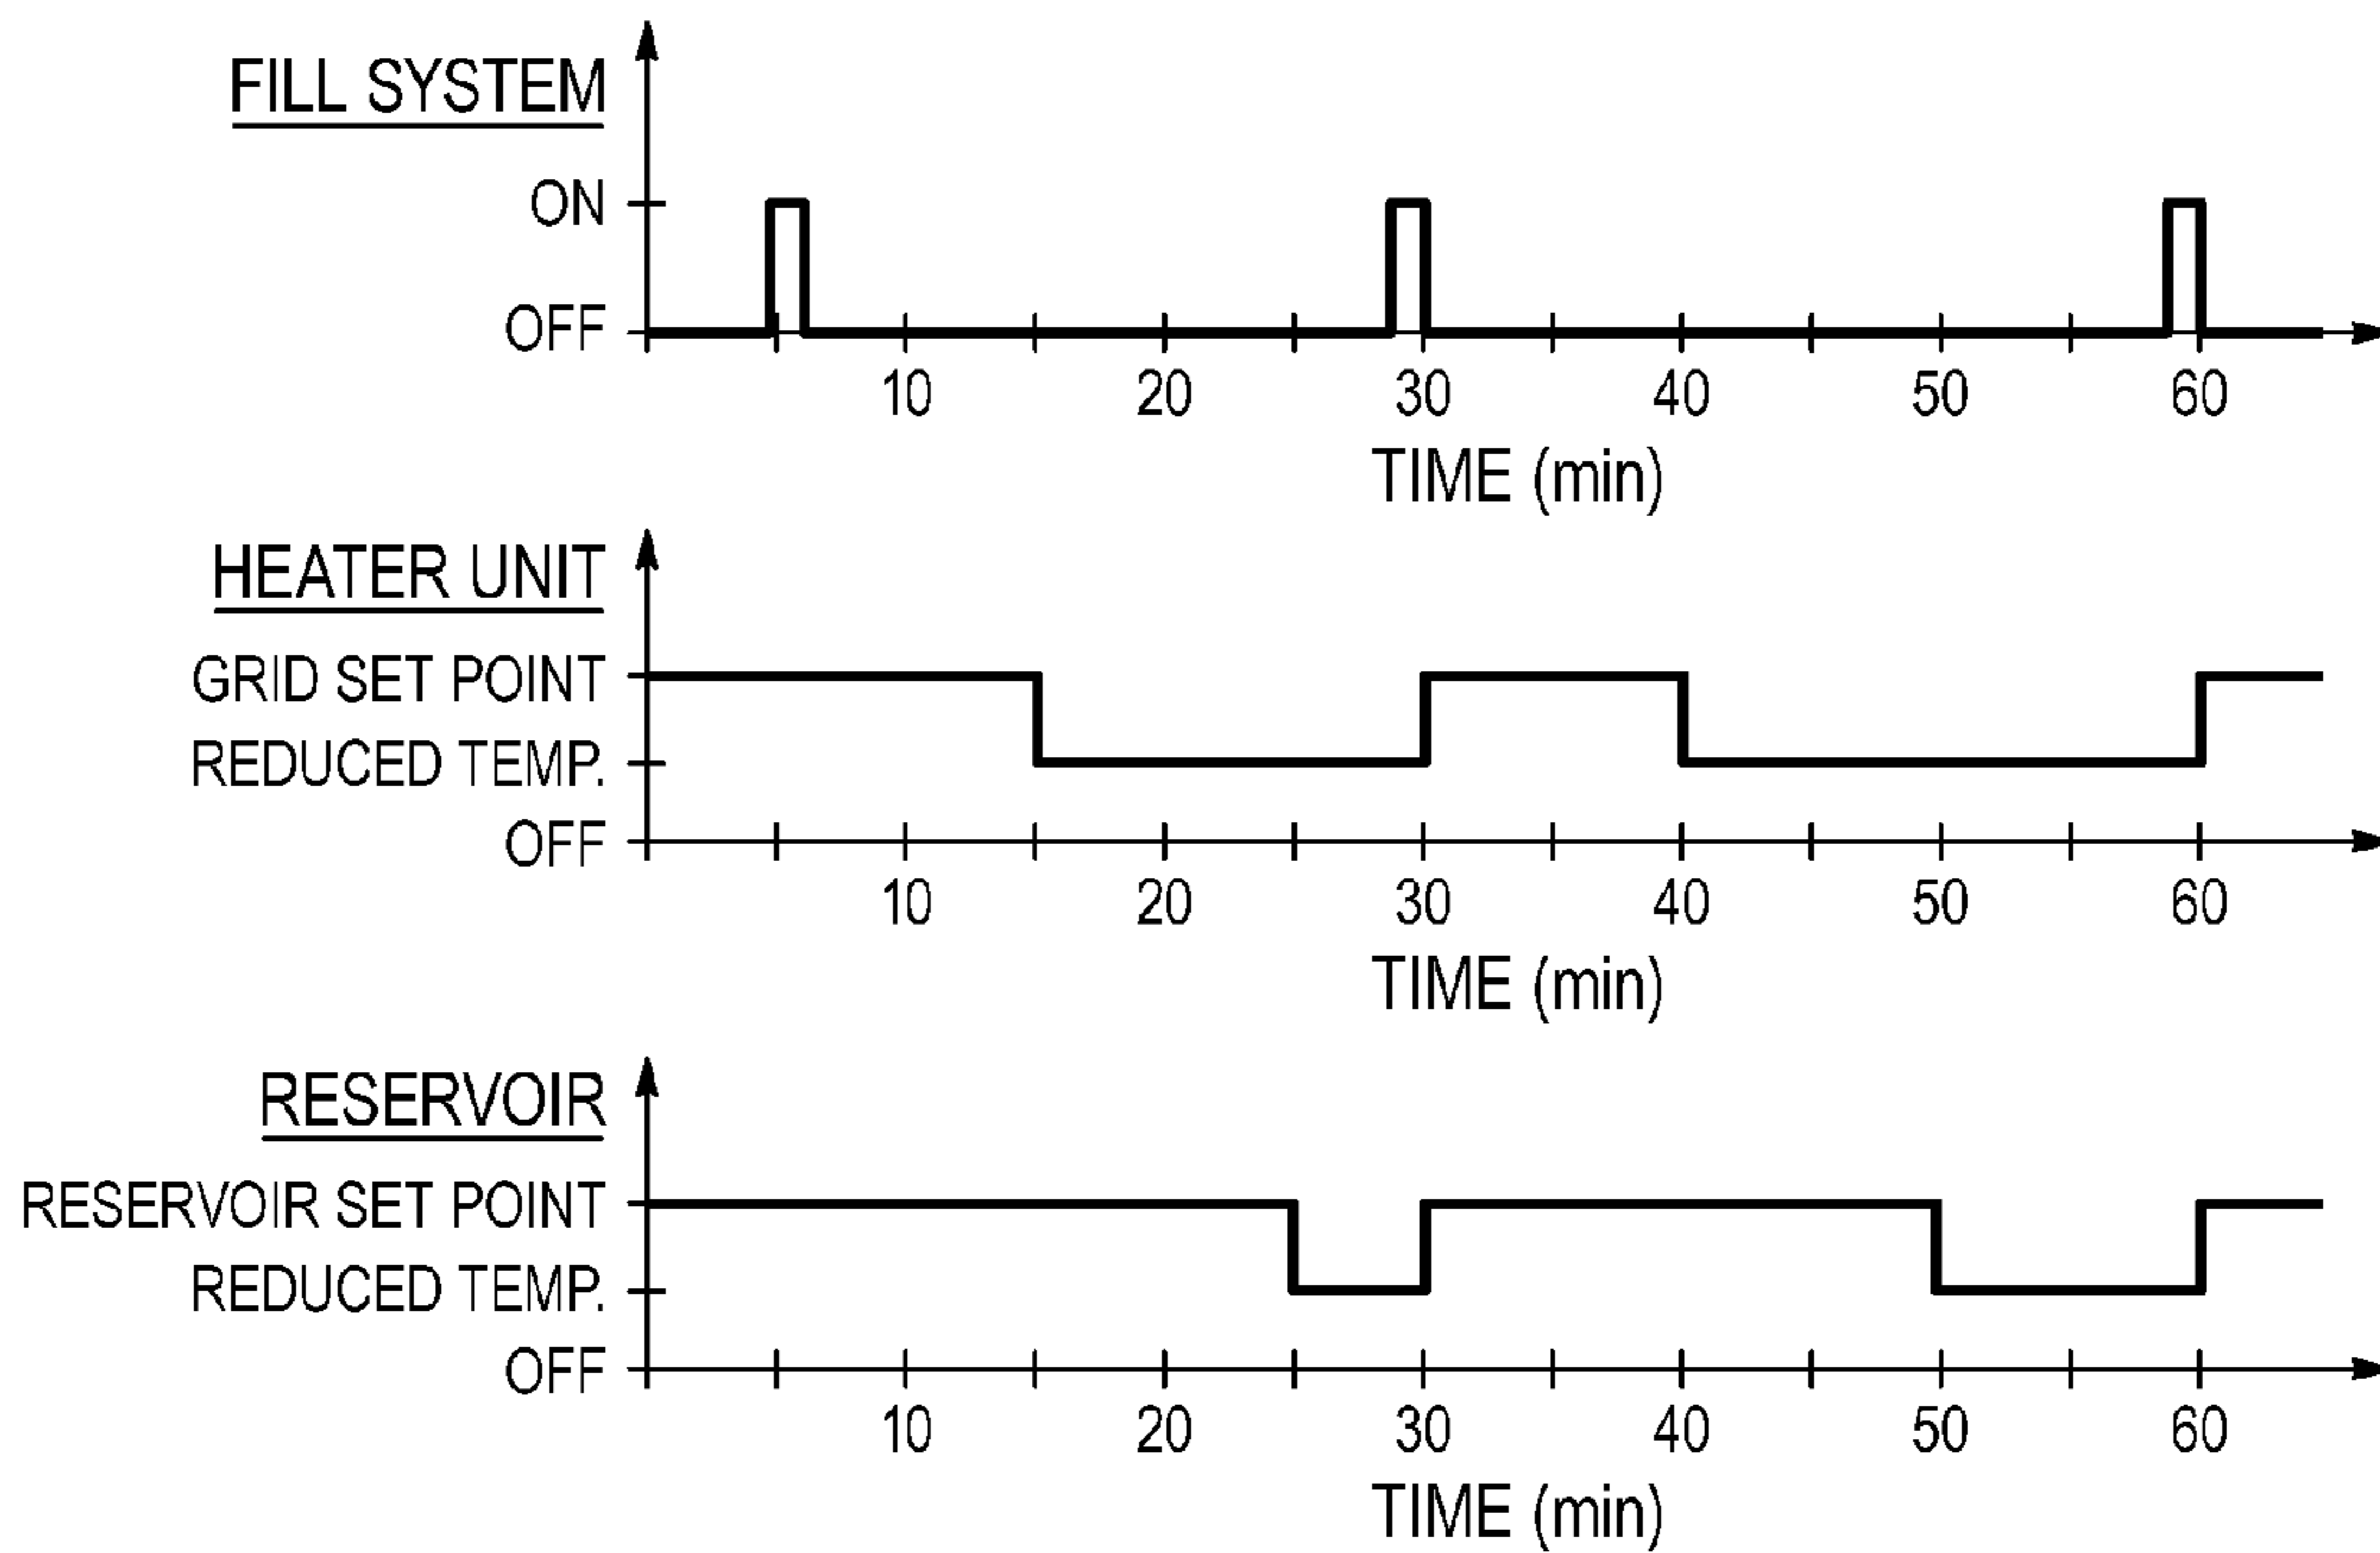 FILL SYSTEM
ON
OFF
10 20 30 40 50 60
TIME (min)
HEATER UNIT
GRID SET POINT
REDUCED TEMP.
OFF
10 20 30 40 50 60
TIME (min)
RESERVOIR
RESERVOIR SET POINT
REDUCED TEMP.
OFF
10 20 30 40 50 60
TIME (min)